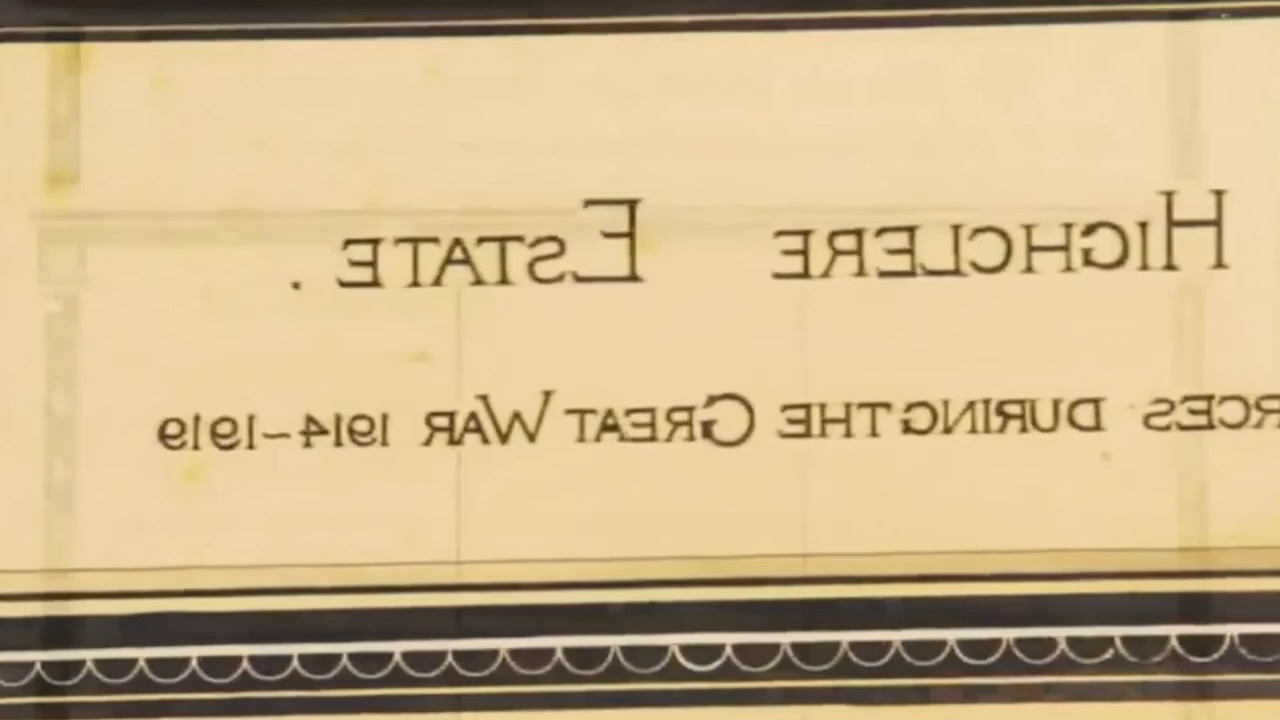 HIGHCLERE ESTATE.
RCES DURING THE GREAT WAR 1914-1919